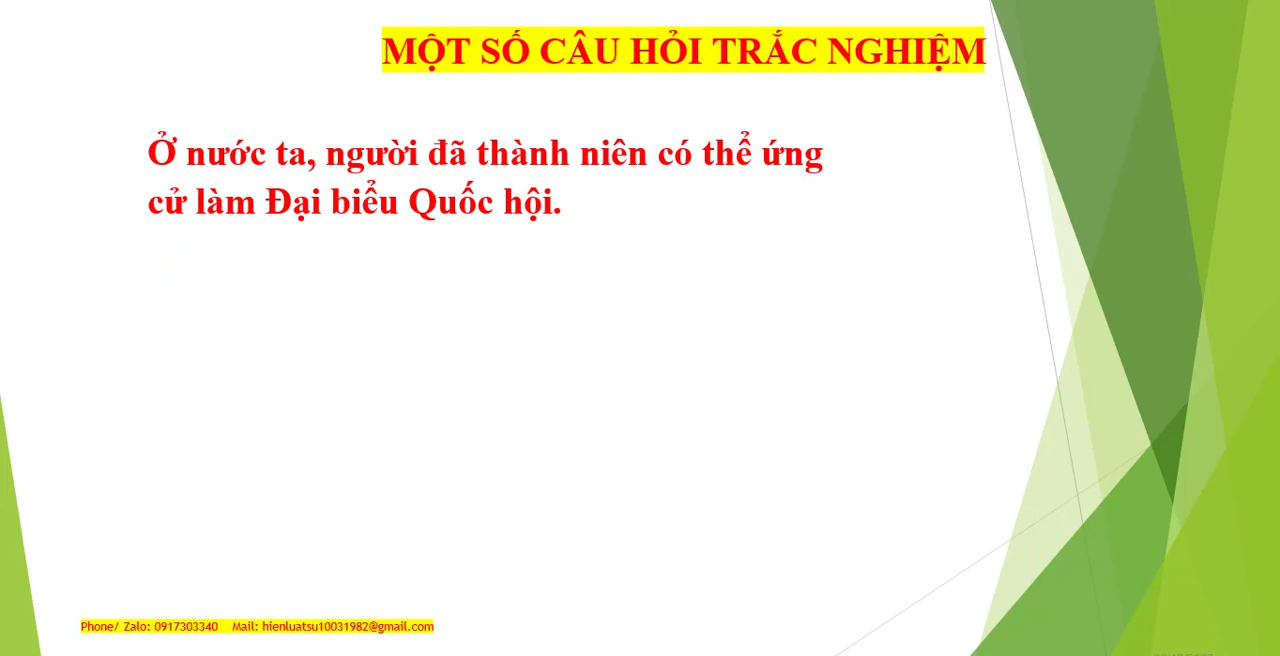 MỘT SỐ CÂU HỎI TRẮC NGHIỆM
Ở nước ta, người đã thành niên có thể ứng
cử làm Đại biểu Quốc hội.
Phone/ Zalo: 0917303340 Mail: hienluatsu10031982@gmail.com